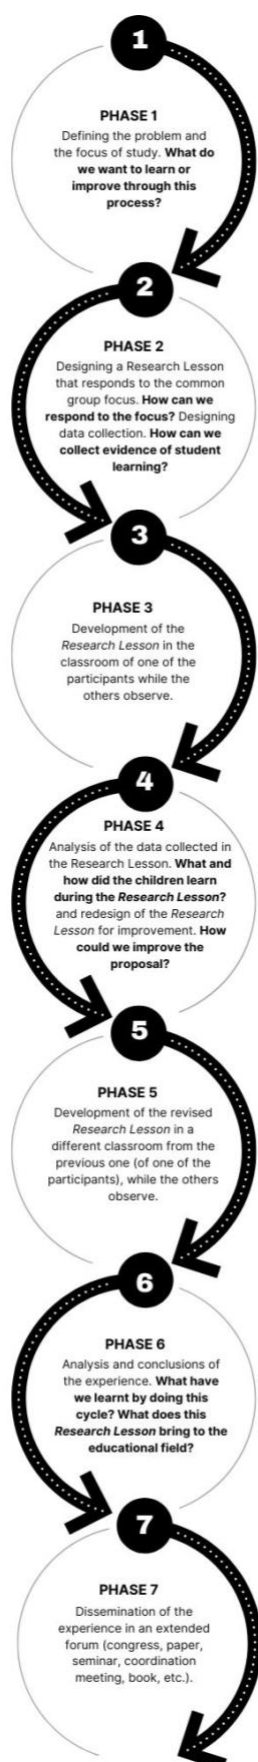 1
PHASE 1
Defining the problem and
the focus of study. What do
we want to learn or
improve through this
process?
2
PHASE 2
Designing a Research Lesson
that responds to the common
group focus. How can we
respond to the focus? Designing
data collection. How can we
collect evidence of student
learning?
3
PHASE 3
Development of the
Research Lesson in the
classroom of one of the
participants while the
others observe.
4
PHASE 4
Analysis of the data collected in
the Research Lesson. What and
how did the children learn
during the Research Lesson?
and redesign of the Research
Lesson for improvement. How
could we improve the
proposal?
5
PHASE 5
Development of the revised
Research Lesson in a
different classroom from the
previous one (of one of the
participants), while the others
observe.
6
PHASE 6
Analysis and conclusions of
the experience. What have
we learnt by doing this
cycle? What does this
Research Lesson bring to the
educational field?
7
PHASE 7
Dissemination of the
experience in an extended
forum (congress, paper,
seminar, coordination
meeting, book, etc.).